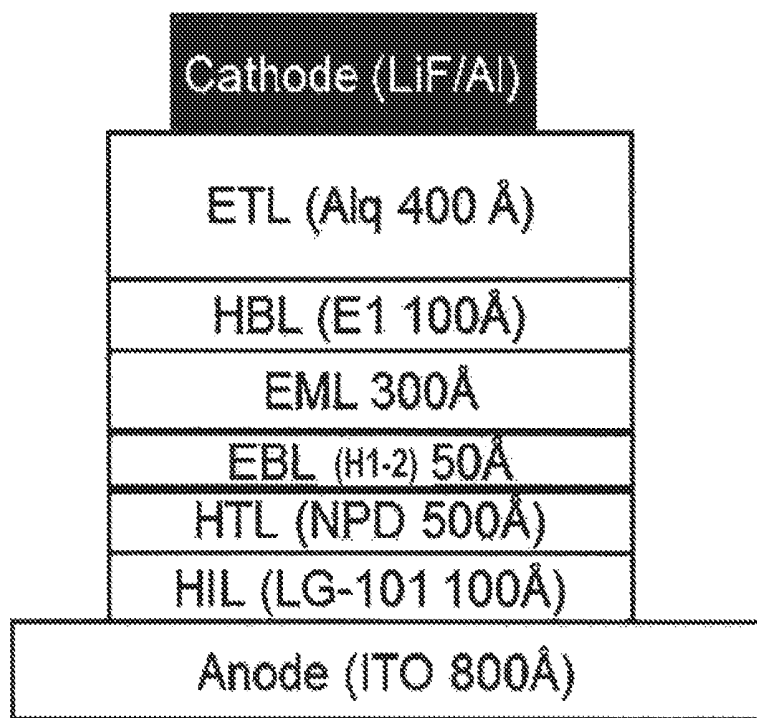 Cathode (LiF/Al)
ETL (Alq 400 Å)
HBL (E1 100Å)
EML 300Å
EBL (H1-2) 50Å
HTL (NPD 500Å)
HIL (LG-101 100Å)
Anode (ITO 800Å)